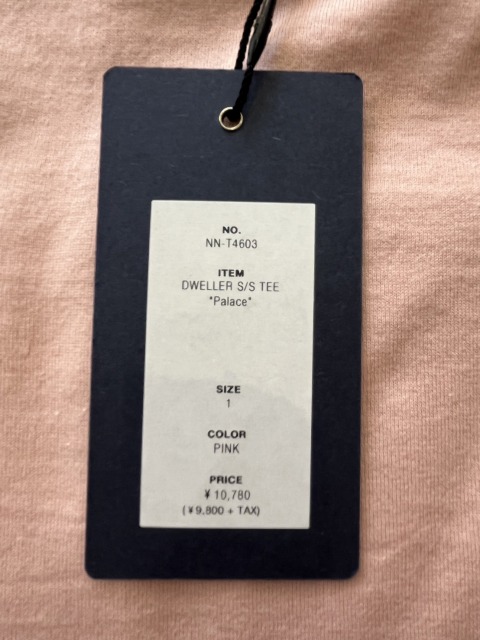 NO.
NN-T4603
ITEM
DWELLER S/S TEE
"Palace"
SIZE
1
COLOR
PINK
PRICE
¥10,780
(¥9,800 + TAX)